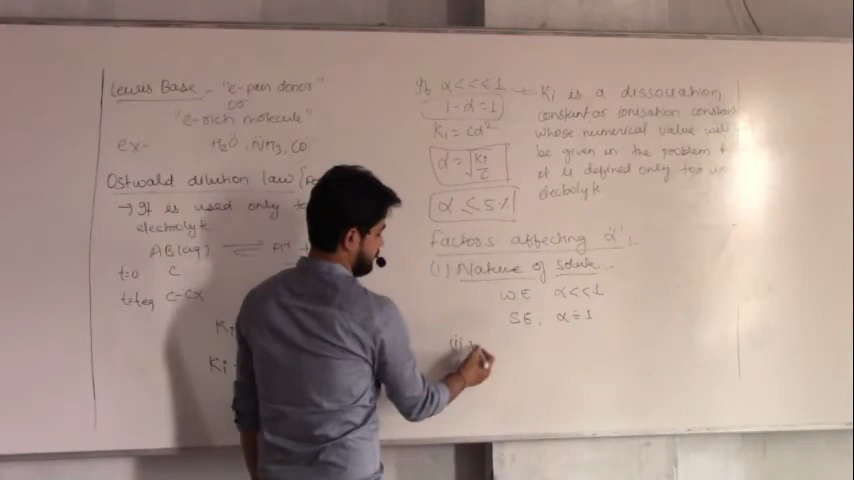 Lewis Base - "e-pair donor"
or
"e-rich molecule"
ex- H₂O, NH₃, CO
Ostwald dilution law
→ It is used only
electrolyte
AB(aq) ⇌ A+
t=0 C
t=teq C-Cα
Ki
Ki =
If α<<<1
1-α=1
Ki = cα²
α = √Ki/C
α ≤ 5%
Ki is a dissociation
constant or ionisation constant
whose numerical value will
be given in the problem &
it is defined only for
electrolyte
factors affecting 'α' :-
(i) Nature of solute
WE, α<<1
SE, α≈1
(ii)